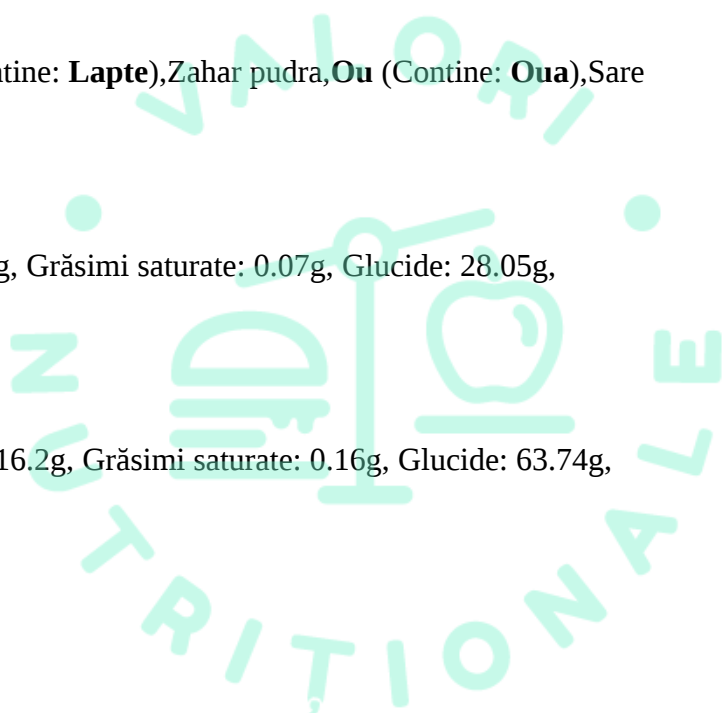 ntine: Lapte),Zahar pudra,Ou (Contine: Oua),Sare
g, Grăsimi saturate: 0.07g, Glucide: 28.05g,
16.2g, Grăsimi saturate: 0.16g, Glucide: 63.74g,
VALORI
NUTRIȚIONALE